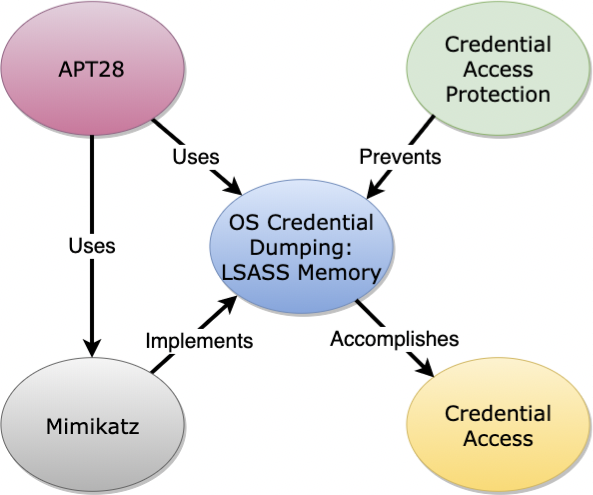 APT28
Credential
Access
Protection
Uses
Prevents
OS Credential
Dumping:
LSASS Memory
Uses
Implements
Accomplishes
Mimikatz
Credential
Access